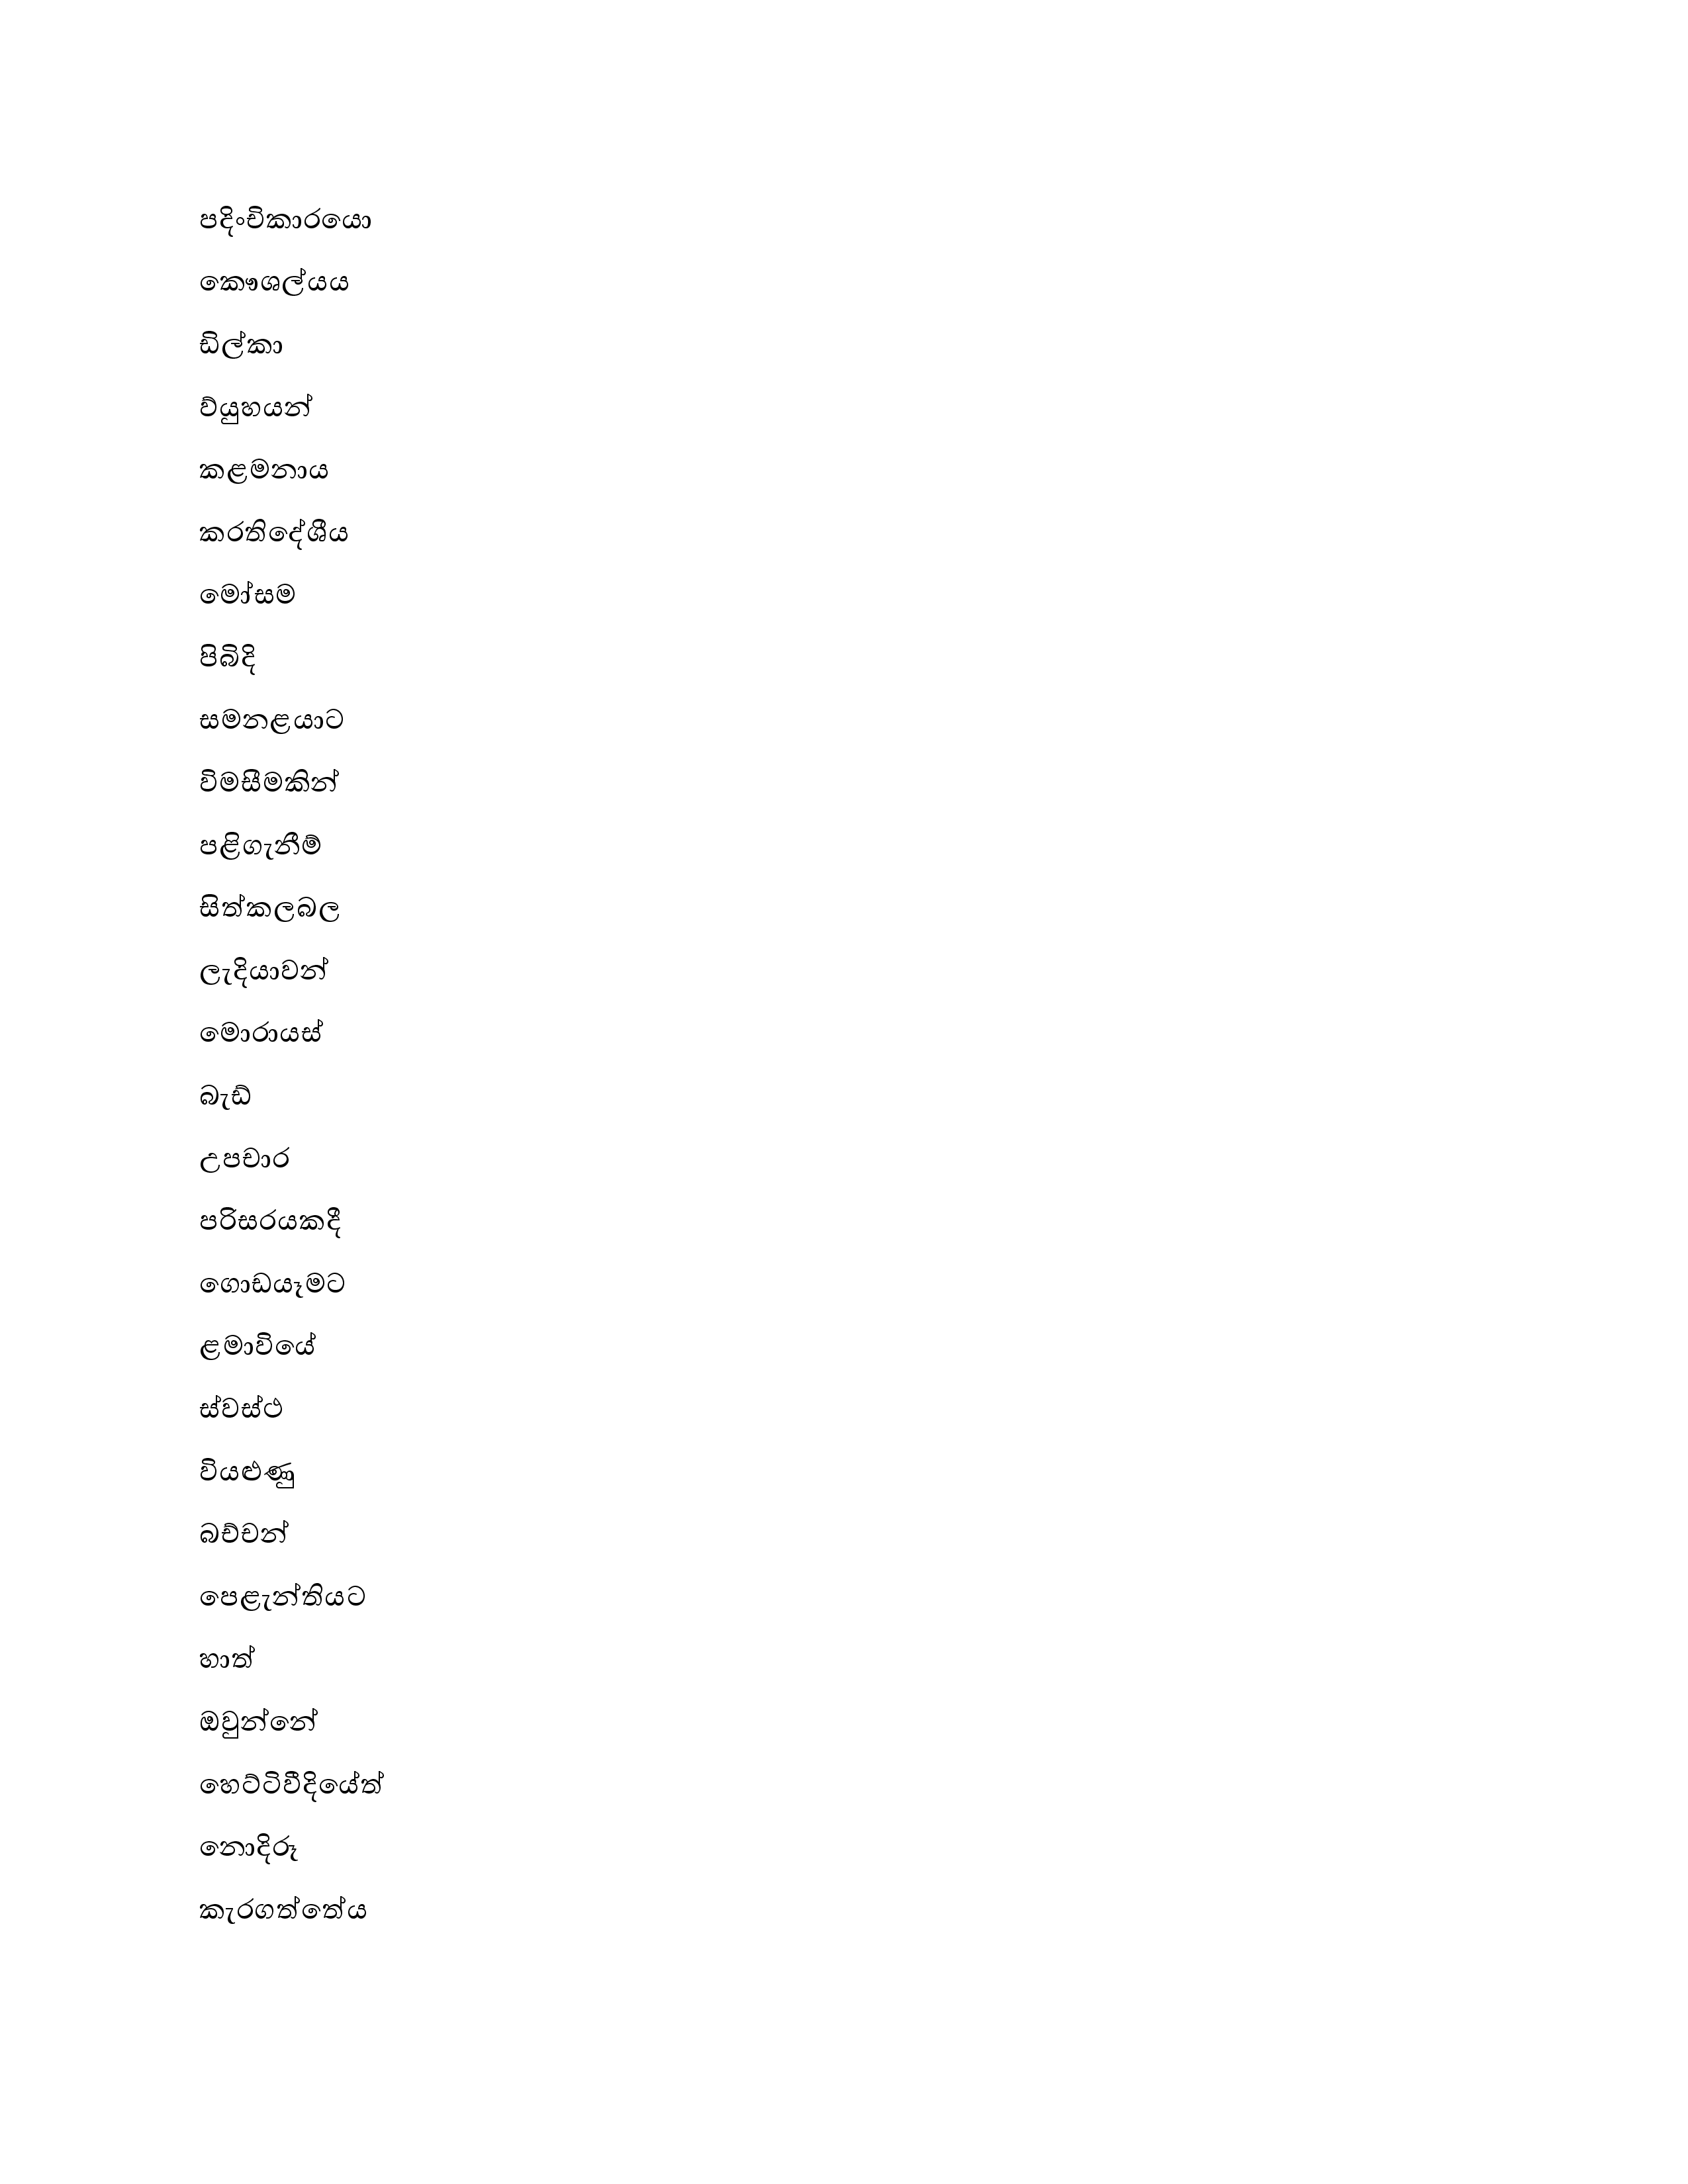 පදිංචිකාරයො
කෞශල්යය
ඩිල්කා
ව්යුහයන්
කළමනාය
කරතිදේශීය
මෝසම
පිබිදි
සමනළයාට
විමසීමකින්
පළිගැනීම්
සිත්කලබල
ලැදියාවන්
මොරායස්
බැඩ්
උපචාර
පරිසරයකදී
ගොඩයෑමට
ළමාවියේ
ස්වස්ථ
වියළුණු
බච්චන්
පෙළැන්තියට
හාත්
ඔවුන්නේ
හෙට්ටිවීදියේත්
නොදිරූ
කැරගත්තේය